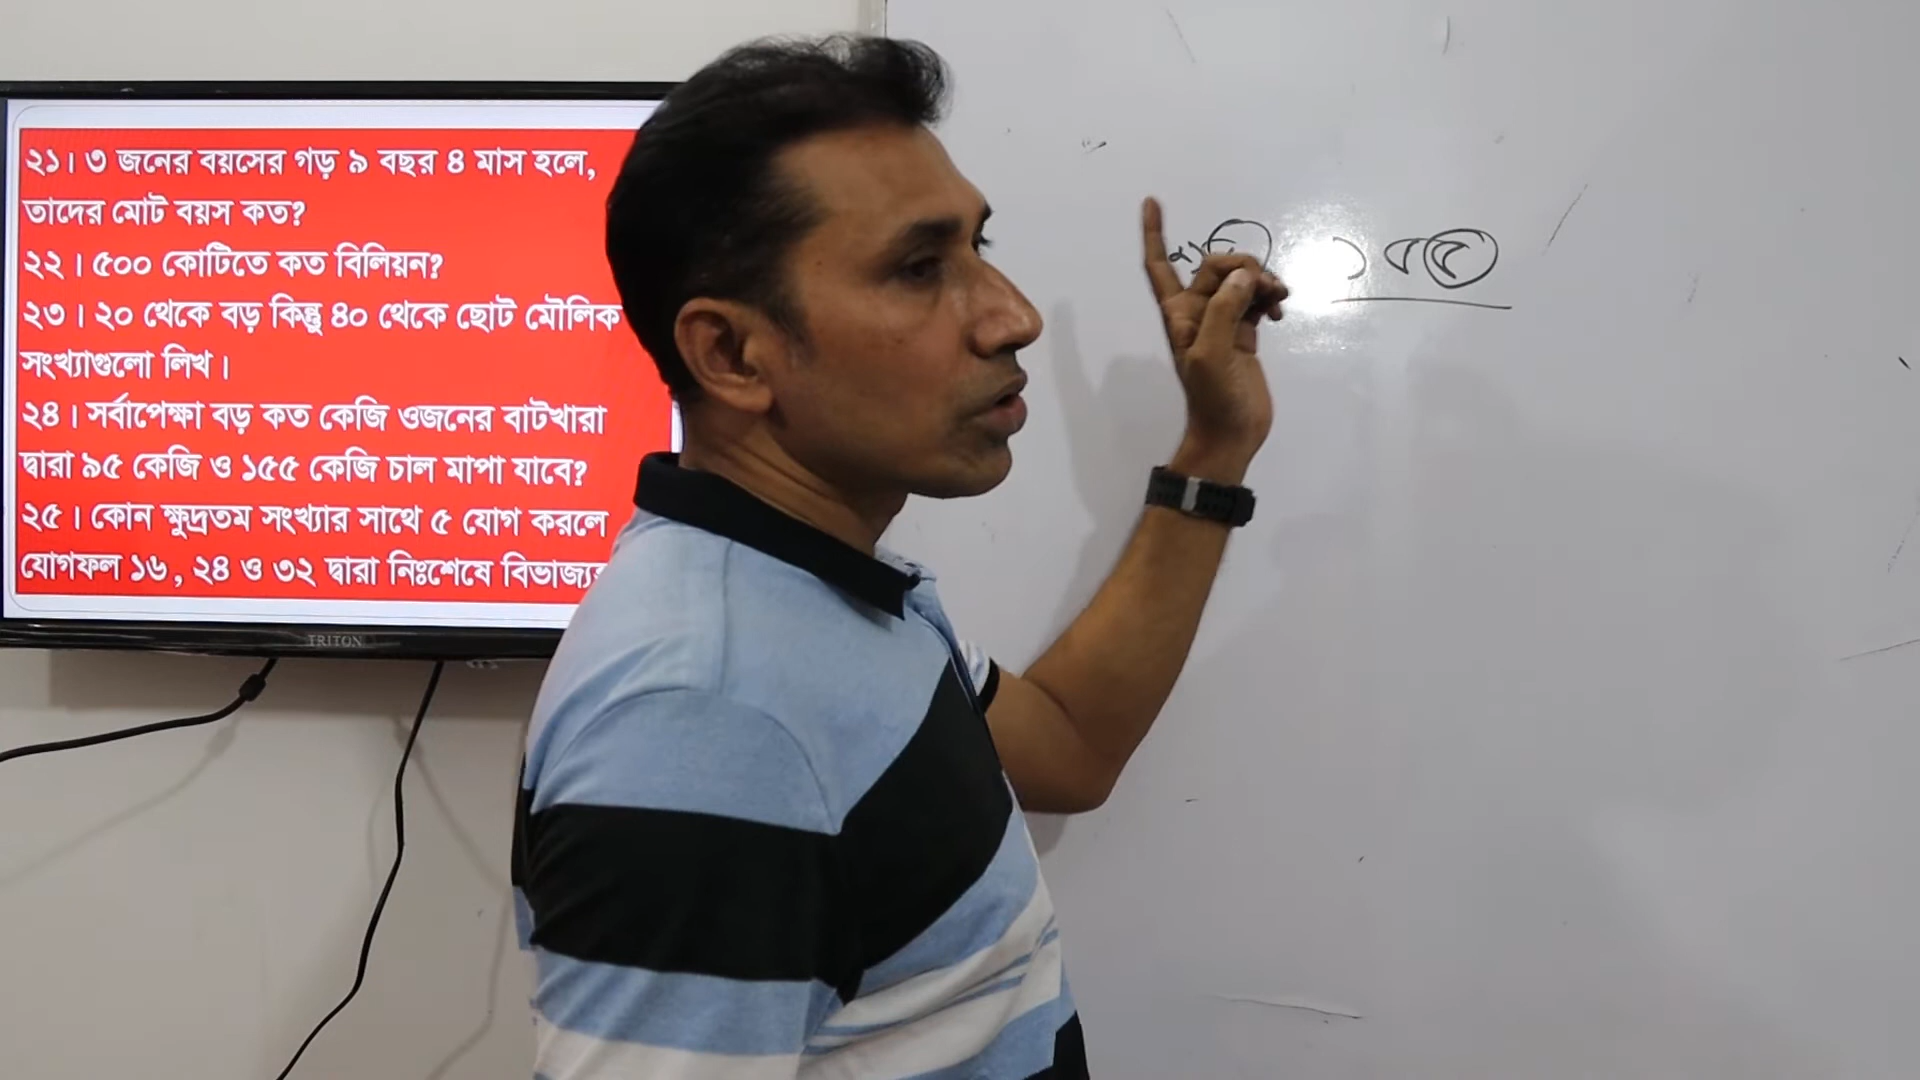 ২১। ৩ জনের বয়সের গড় ৯ বছর ৪ মাস হলে,
তাদের মোট বয়স কত?
২২। ৫০০ কোটিতে কত বিলিয়ন?
২৩। ২০ থেকে বড় কিন্তু ৪০ থেকে ছোট মৌলিক
সংখ্যাগুলো লিখ।
২৪। সর্বাপেক্ষা বড় কত কেজি ওজনের বাটখারা
দ্বারা ৯৫ কেজি ও ১৫৫ কেজি চাল মাপা যাবে?
২৫। কোন ক্ষুদ্রতম সংখ্যার সাথে ৫ যোগ করলে
যোগফল ১৬, ২৪ ও ৩২ দ্বারা নিঃশেষে বিভাজ্য
TRITON